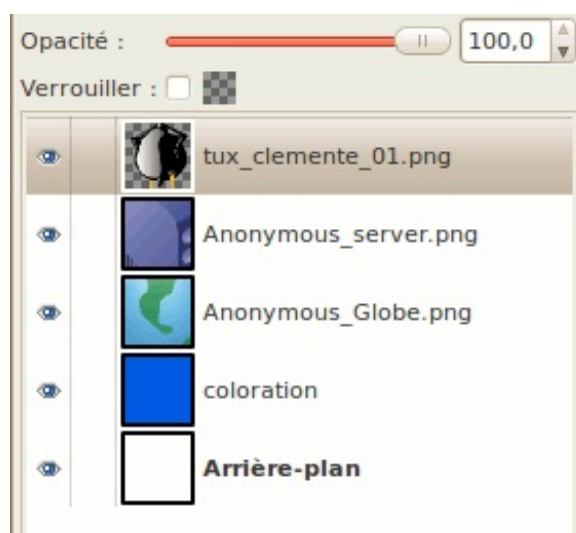 Opacité : 100,0
Verrouiller :
tux_clemente_01.png
Anonymous_server.png
Anonymous_Globe.png
coloration
Arrière-plan